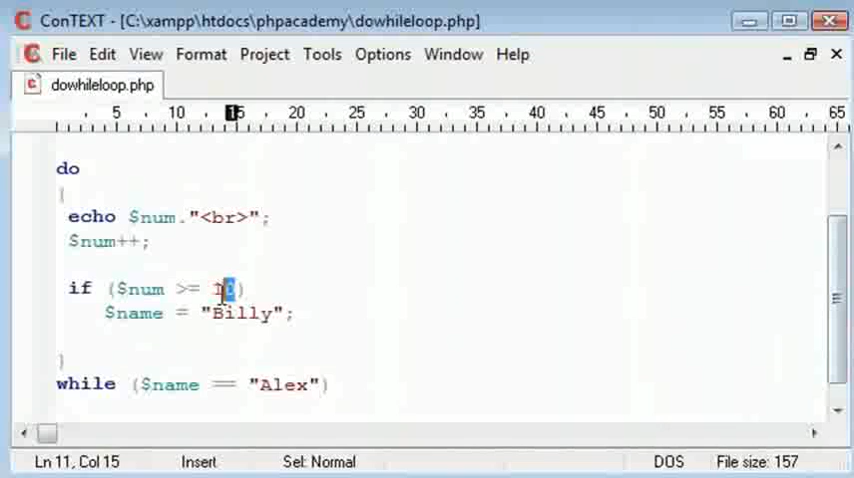 ConTEXT - [C:\xampp\htdocs\phpacademy\dowhileloop.php]
File Edit View Format Project Tools Options Window Help
dowhileloop.php
5 10 15 20 25 30 35 40 45 50 55 60 65
do
{
echo $num."<br>";
$num++;
if ($num >= 10)
$name = "Billy";
}
while ($name == "Alex")
Ln 11, Col 15 Insert Sel: Normal DOS File size: 157